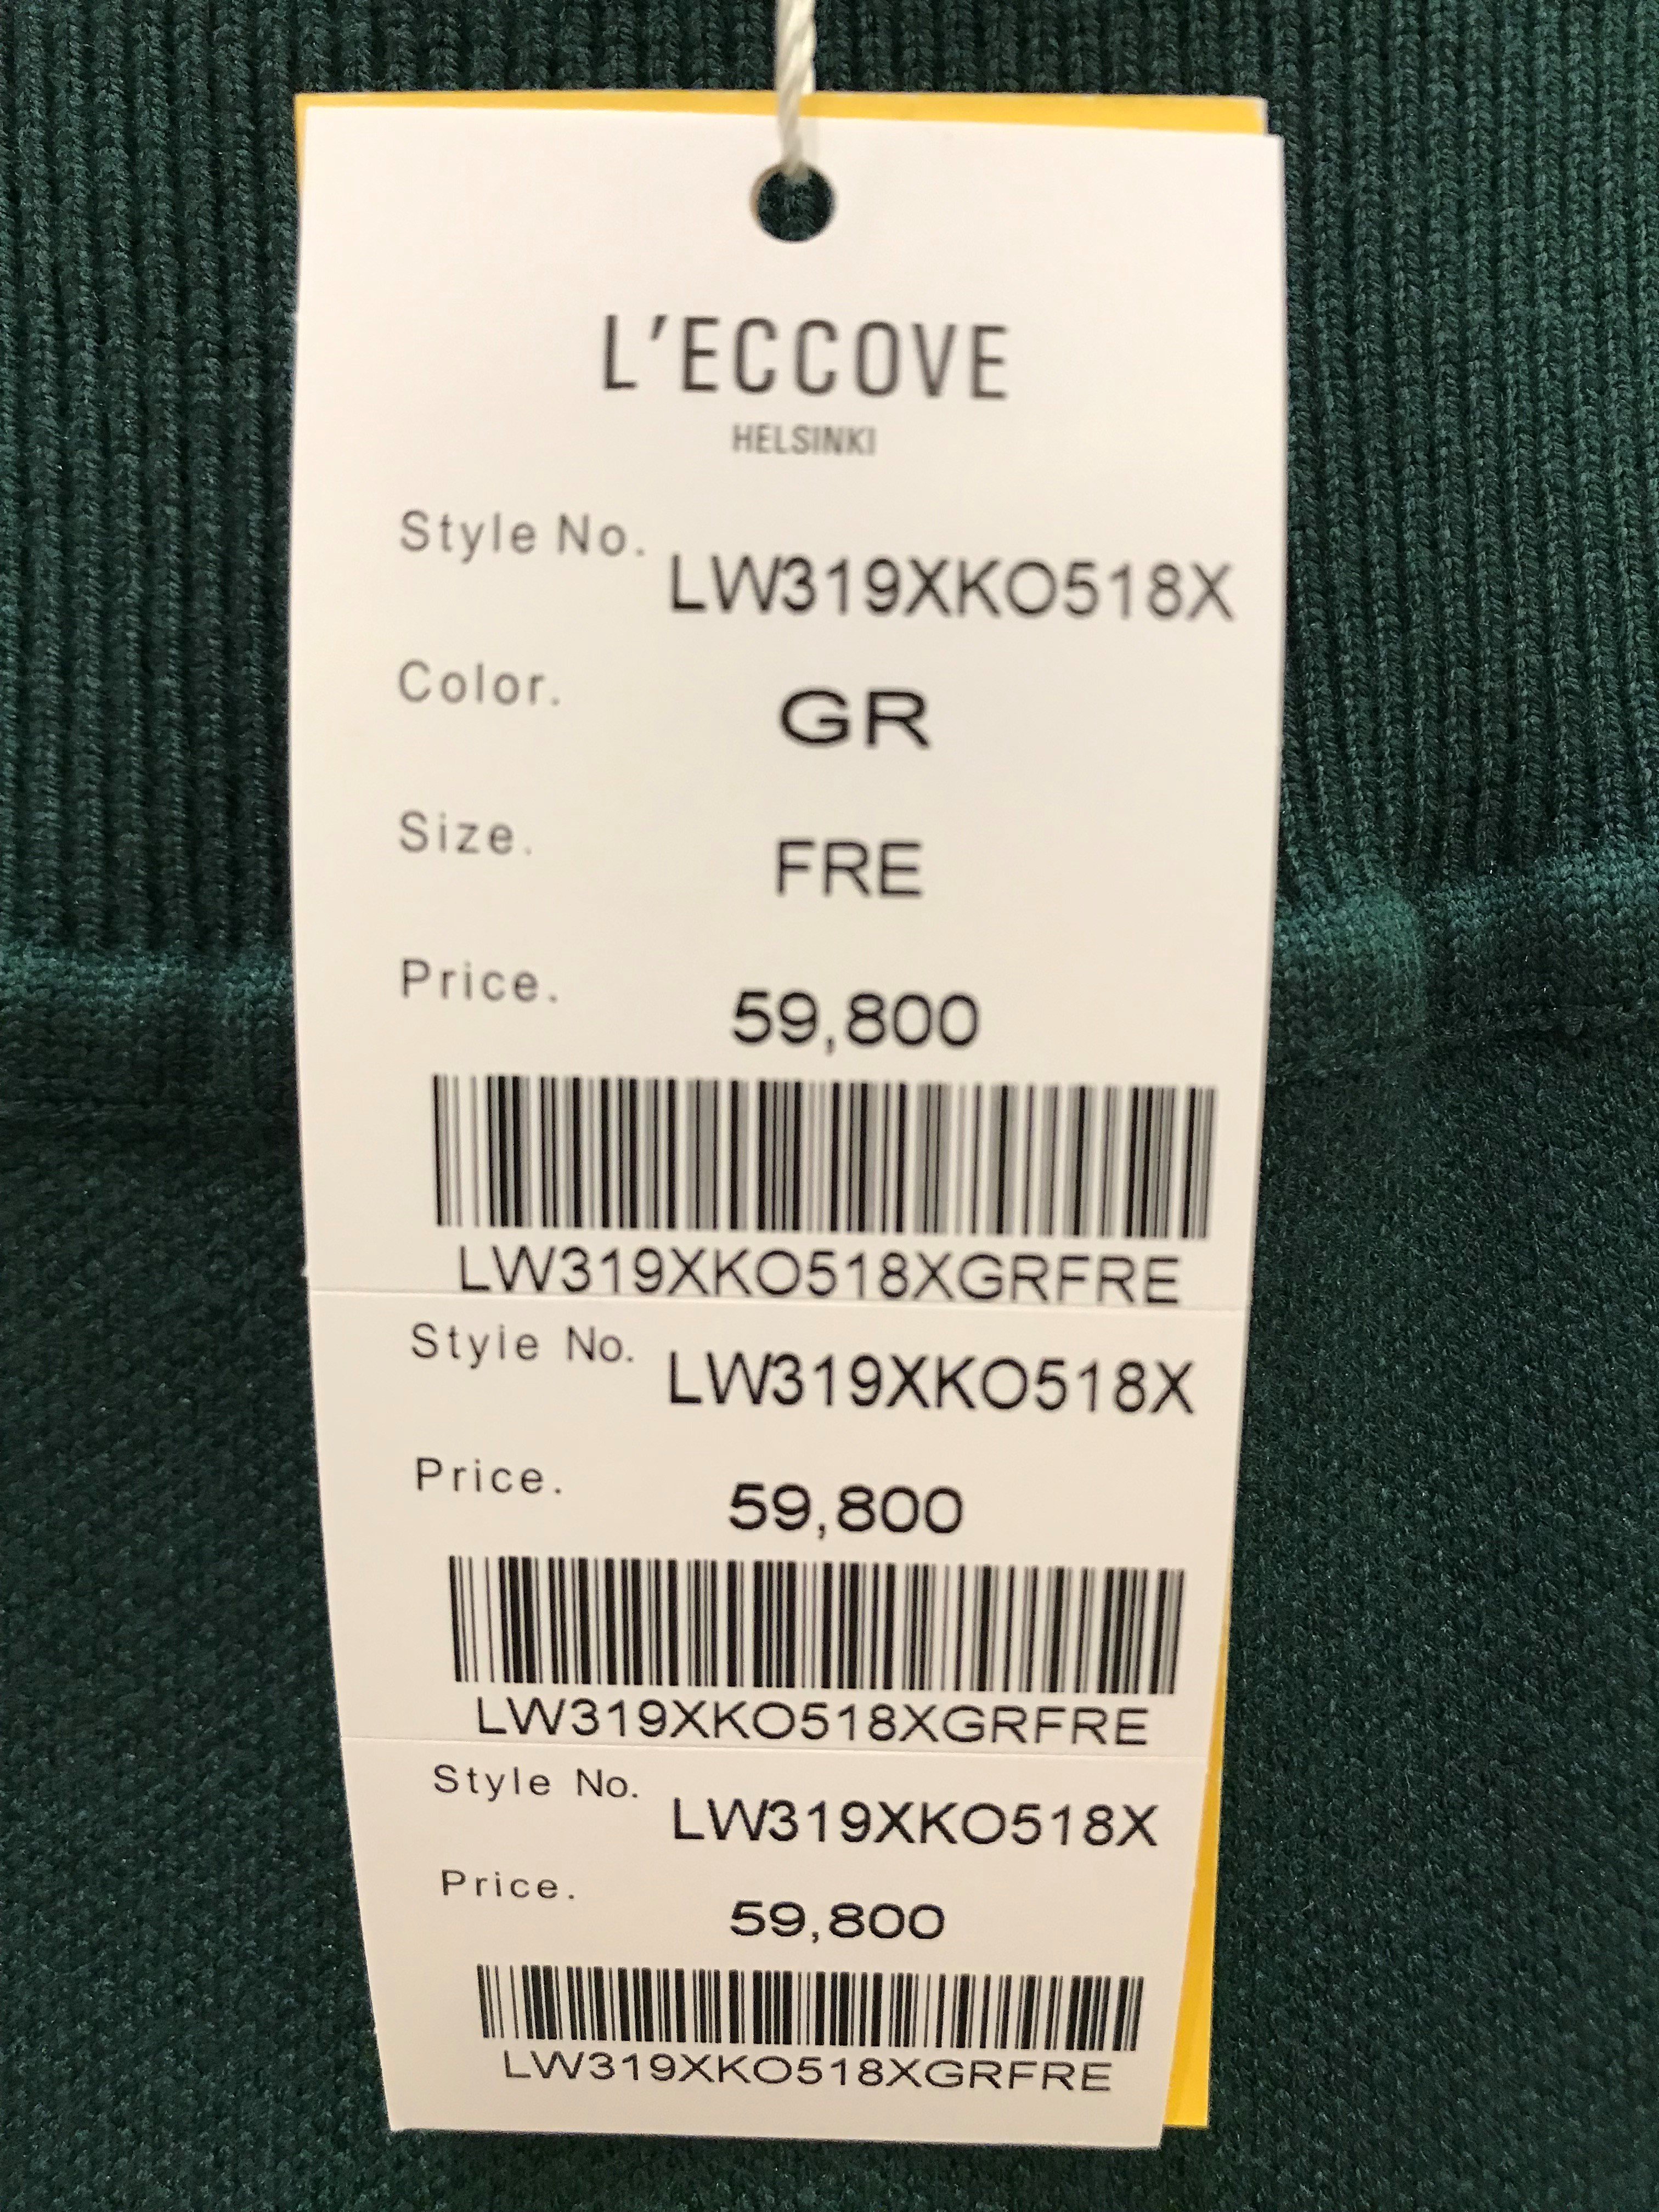 L'ECCOVE
HELSINKI
Style No. LW319XKO518X
Color. GR
Size. FRE
Price. 59,800
LW319XKO518XGRFRE
Style No. LW319XKO518X
Price. 59,800
LW319XKO518XGRFRE
Style No. LW319XKO518X
Price. 59,800
LW319XKO518XGRFRE